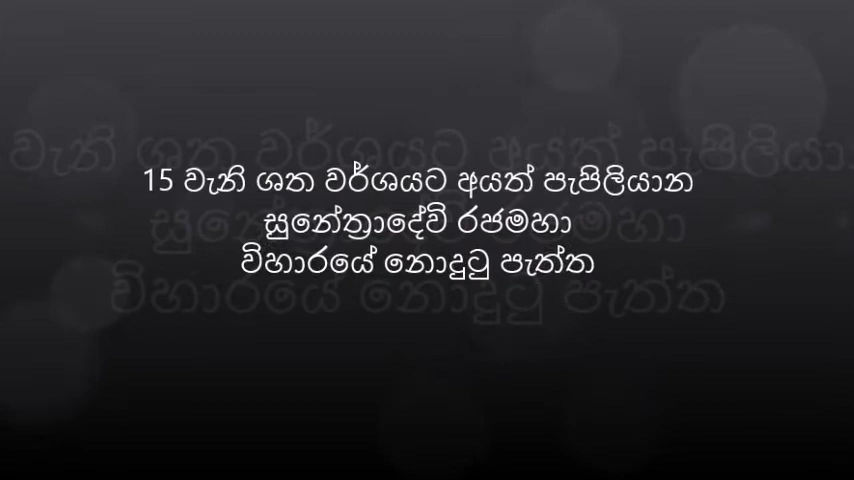 15 වැනි ශත වර්ශයට අයත් පැපිලියාන
සුනේත්‍රාදේවි රජමහා
විහාරයේ නොදුටු පැත්ත